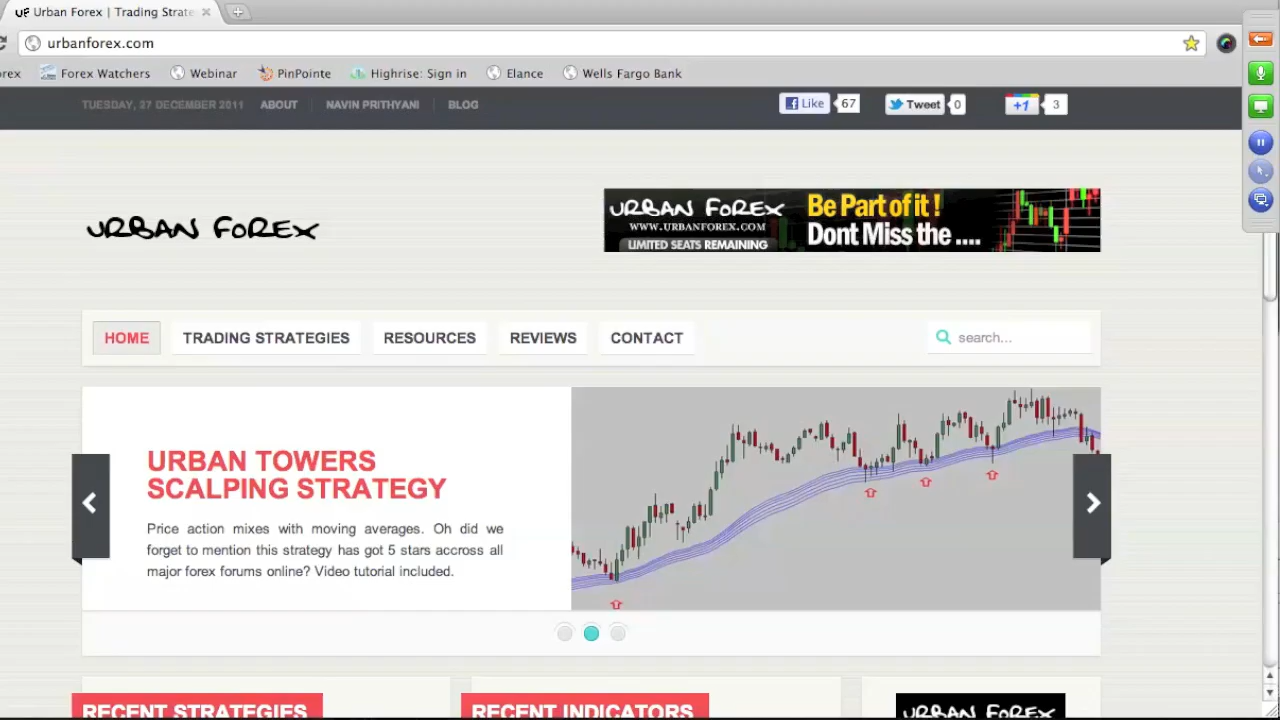 UF Urban Forex | Trading Strate
urbanforex.com
orex Forex Watchers Webinar PinPointe Highrise: Sign in Elance Wells Fargo Bank
TUESDAY, 27 DECEMBER 2011 ABOUT NAVIN PRITHYANI BLOG
Like 67 Tweet 0 +1 3
URBAN FOREX
URBAN FOREX
WWW.URBANFOREX.COM
LIMITED SEATS REMAINING
Be Part of it !
Dont Miss the ....
HOME TRADING STRATEGIES RESOURCES REVIEWS CONTACT search...
URBAN TOWERS
SCALPING STRATEGY
Price action mixes with moving averages. Oh did we
forget to mention this strategy has got 5 stars accross all
major forex forums online? Video tutorial included.
RECENT STRATEGIES RECENT INDICATORS URBAN FOREX